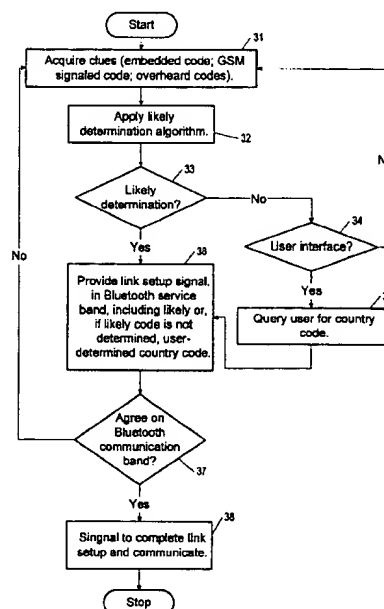 Start
31
Acquire clues (embedded code; GSM
signaled code; overheard codes).
Apply likely
determination algorithm.
32
33
Likely
determination?
No
N
34
User interface?
No
Yes
38
Yes
Provide link setup signal,
in Bluetooth service
band, including likely or,
if likely code is not
determined, user-
determined country code.
3
Query user for country
code.
Agree on
Bluetooth
communication
band?
37
Yes
38
Singnal to complete link
setup and communicate.
Stop